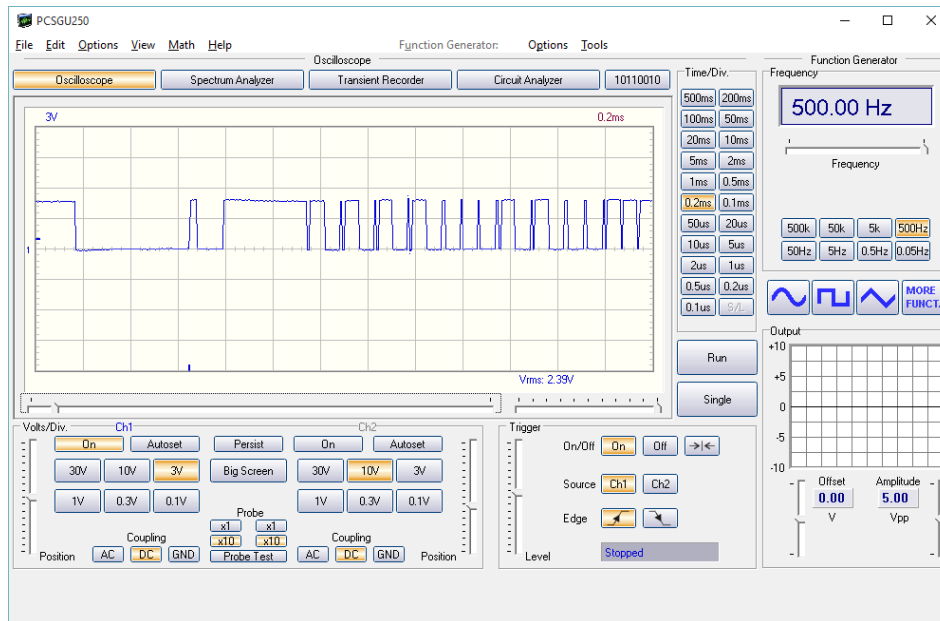 PCSGU250
File Edit Options View Math Help Function Generator: Options Tools
Oscilloscope
Oscilloscope Spectrum Analyzer Transient Recorder Circuit Analyzer 10110010
3V 0.2ms
1
Vrms: 2.39V
Time/Div.
500ms 200ms
100ms 50ms
20ms 10ms
5ms 2ms
1ms 0.5ms
0.2ms 0.1ms
50us 20us
10us 5us
2us 1us
0.5us 0.2us
0.1us S/L
Run
Single
Function Generator
Frequency
500.00 Hz
Frequency
500k 50k 5k 500Hz
50Hz 5Hz 0.5Hz 0.05Hz
MORE
FUNCT.
Output
+10
+5
0
-5
-10
Offset Amplitude
0.00 5.00
V Vpp
Volts/Div. Ch1 Ch2
On Autoset Persist On Autoset
30V 10V 3V Big Screen 30V 10V 3V
1V 0.3V 0.1V 1V 0.3V 0.1V
Probe
x1 x1
x10 x10
Probe Test
Coupling Coupling
Position AC DC GND AC DC GND Position
Trigger
On/Off On Off
Source Ch1 Ch2
Edge
Level Stopped